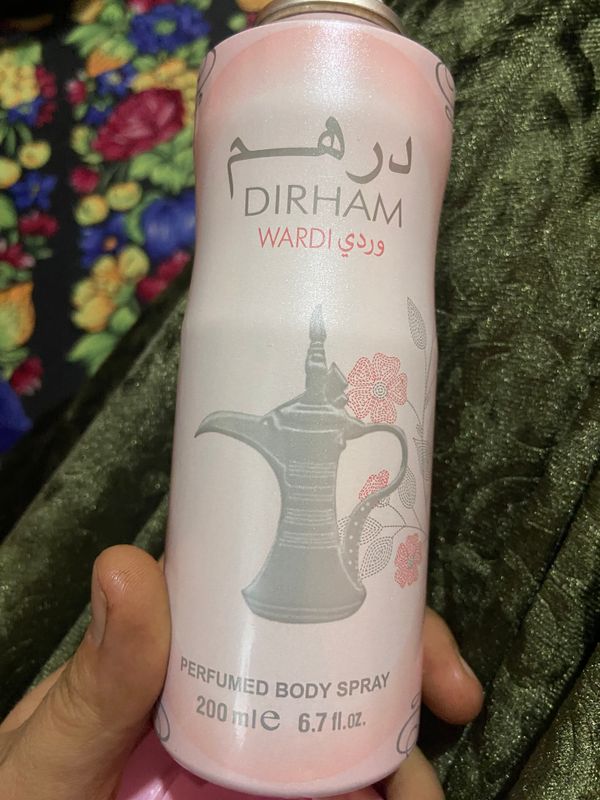 درهم
DIRHAM
WARDI وردي
PERFUMED BODY SPRAY
200 ml e 6.7 fl.oz.